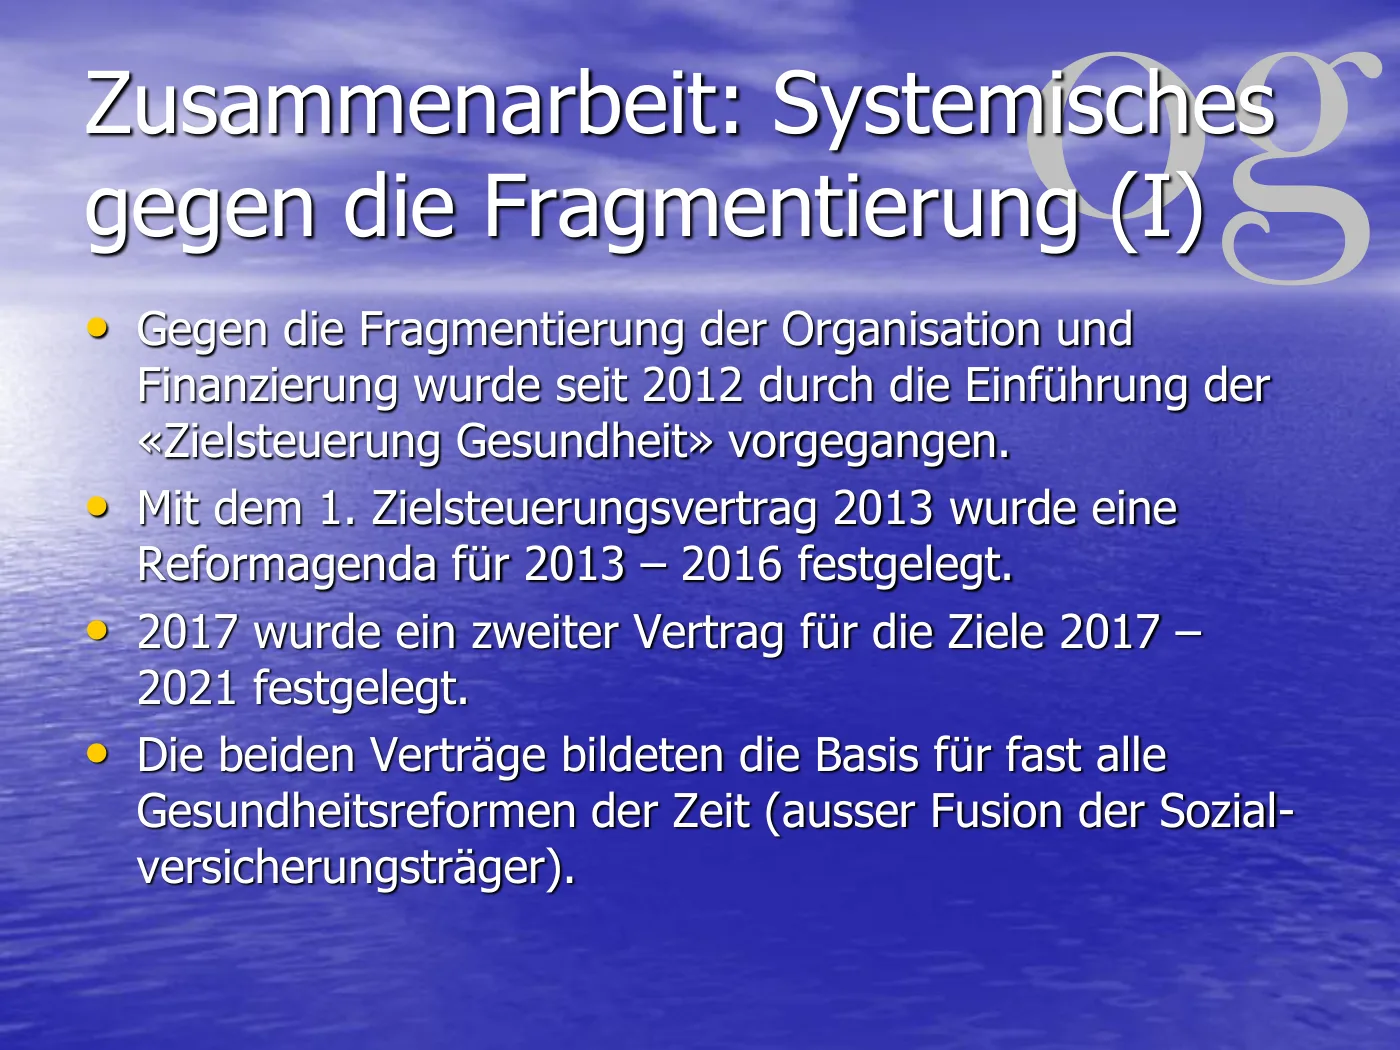 Zusammenarbeit: Systemisches
gegen die Fragmentierung (I)
og
• Gegen die Fragmentierung der Organisation und
Finanzierung wurde seit 2012 durch die Einführung der
«Zielsteuerung Gesundheit» vorgegangen.
• Mit dem 1. Zielsteuerungsvertrag 2013 wurde eine
Reformagenda für 2013 – 2016 festgelegt.
• 2017 wurde ein zweiter Vertrag für die Ziele 2017 –
2021 festgelegt.
• Die beiden Verträge bildeten die Basis für fast alle
Gesundheitsreformen der Zeit (ausser Fusion der Sozial-
versicherungsträger).